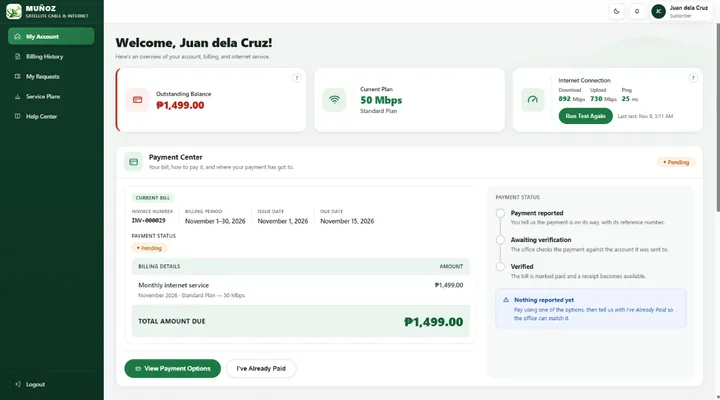 MUÑOZ
SATELLITE CABLE & INTERNET
My Account
Billing History
My Requests
Service Plans
Help Center
Logout
JC
Juan dela Cruz
Subscriber
Welcome, Juan dela Cruz!
Here's an overview of your account, billing, and internet service.
Outstanding Balance
₱1,499.00
?
Current Plan
50 Mbps
Standard Plan
Internet Connection
?
Download Upload Ping
892 Mbps 730 Mbps 25 ms
Run Test Again
Last test: Nov 9, 3:11 AM
Payment Center
Your bill, how to pay it, and where your payment has got to.
Pending
CURRENT BILL
INVOICE NUMBER BILLING PERIOD ISSUE DATE DUE DATE
INV-000029 November 1–30, 2026 November 1, 2026 November 15, 2026
PAYMENT STATUS
Pending
BILLING DETAILS AMOUNT
Monthly internet service ₱1,499.00
November 2026 · Standard Plan — 50 Mbps
TOTAL AMOUNT DUE ₱1,499.00
View Payment Options
I've Already Paid
PAYMENT STATUS
Payment reported
You tell us the payment is on its way, with its reference number.
Awaiting verification
The office checks the payment against the account it was sent to.
Verified
The bill is marked paid and a receipt becomes available.
Nothing reported yet
Pay using one of the options, then tell us with I've Already Paid so
the office can match it.